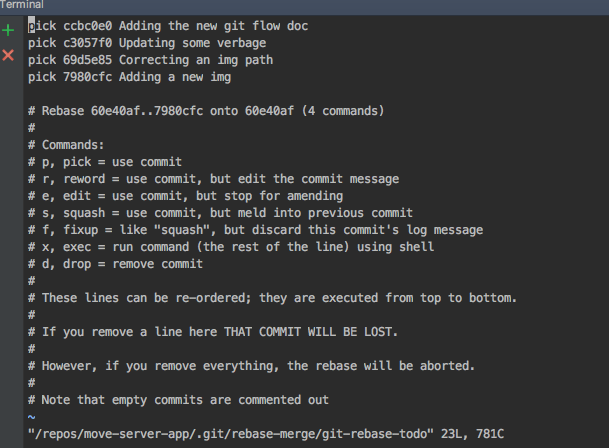 Terminal
pick ccbc0e0 Adding the new git flow doc
pick c3057f0 Updating some verbage
pick 69d5e85 Correcting an img path
pick 7980cfc Adding a new img
# Rebase 60e40af..7980cfc onto 60e40af (4 commands)
#
# Commands:
# p, pick = use commit
# r, reword = use commit, but edit the commit message
# e, edit = use commit, but stop for amending
# s, squash = use commit, but meld into previous commit
# f, fixup = like "squash", but discard this commit's log message
# x, exec = run command (the rest of the line) using shell
# d, drop = remove commit
#
# These lines can be re-ordered; they are executed from top to bottom.
#
# If you remove a line here THAT COMMIT WILL BE LOST.
#
# However, if you remove everything, the rebase will be aborted.
#
# Note that empty commits are commented out
~
"/repos/move-server-app/.git/rebase-merge/git-rebase-todo" 23L, 781C